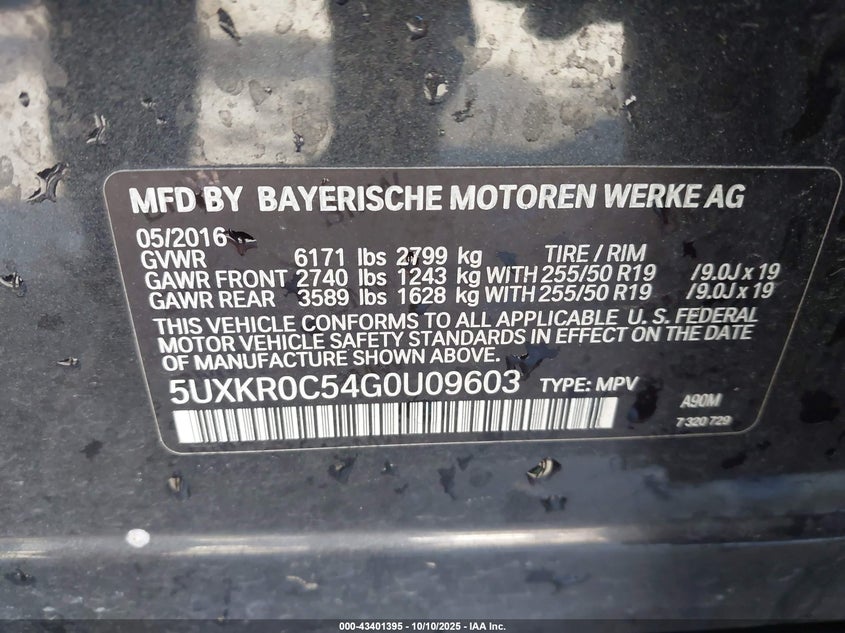 MFD BY BAYERISCHE MOTOREN WERKE AG
05/2016
GVWR 6171 lbs 2799 kg TIRE / RIM
GAWR FRONT 2740 lbs 1243 kg WITH 255/50 R19 /9.0J x 19
GAWR REAR 3589 lbs 1628 kg WITH 255/50 R19 /9.0J x 19
THIS VEHICLE CONFORMS TO ALL APPLICABLE U. S. FEDERAL
MOTOR VEHICLE SAFETY STANDARDS IN EFFECT ON THE DATE
OF MANUFACTURE SHOWN ABOVE.
5UXKR0C54G0U09603 TYPE: MPV
A90M
7 320 729
000-43401395 - 10/10/2025 - IAA Inc.